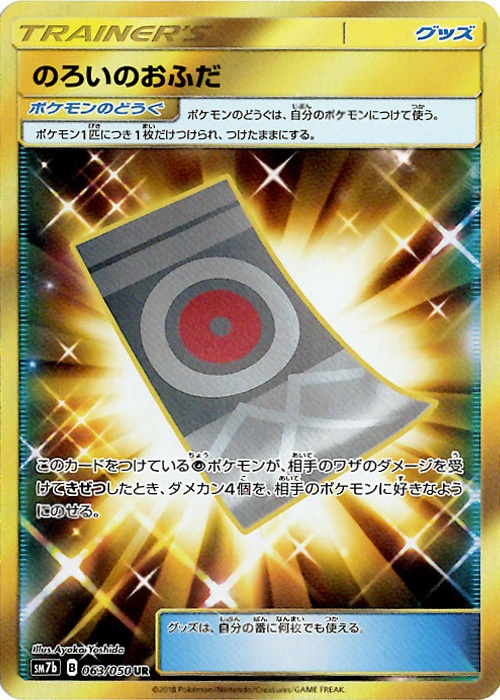 TRAINER'S
グッズ
のろいのおふだ
ポケモンのどうぐ
ポケモンのどうぐは、自分のポケモンにつけて使う。
ポケモン1匹につき1枚だけつけられ、つけたままにする。
このカードをつけているポケモンが、相手のワザのダメージを受
けてきぜつしたとき、ダメカン4個を、相手のポケモンに好きなよう
にのせる。
グッズは、自分の番に何枚でも使える。
Illus. Ayaka Yoshida
sm7b B 063/050 UR
©2018 Pokémon/Nintendo/Creatures/GAME FREAK.